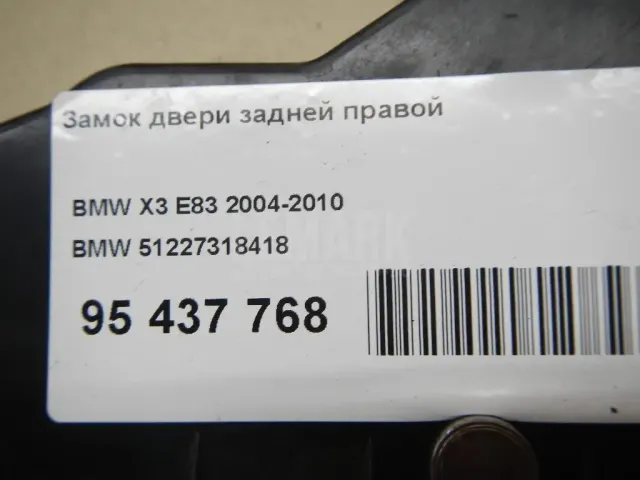 Замок двери задней правой
BMW X3 E83 2004-2010
BMW 51227318418
95 437 768